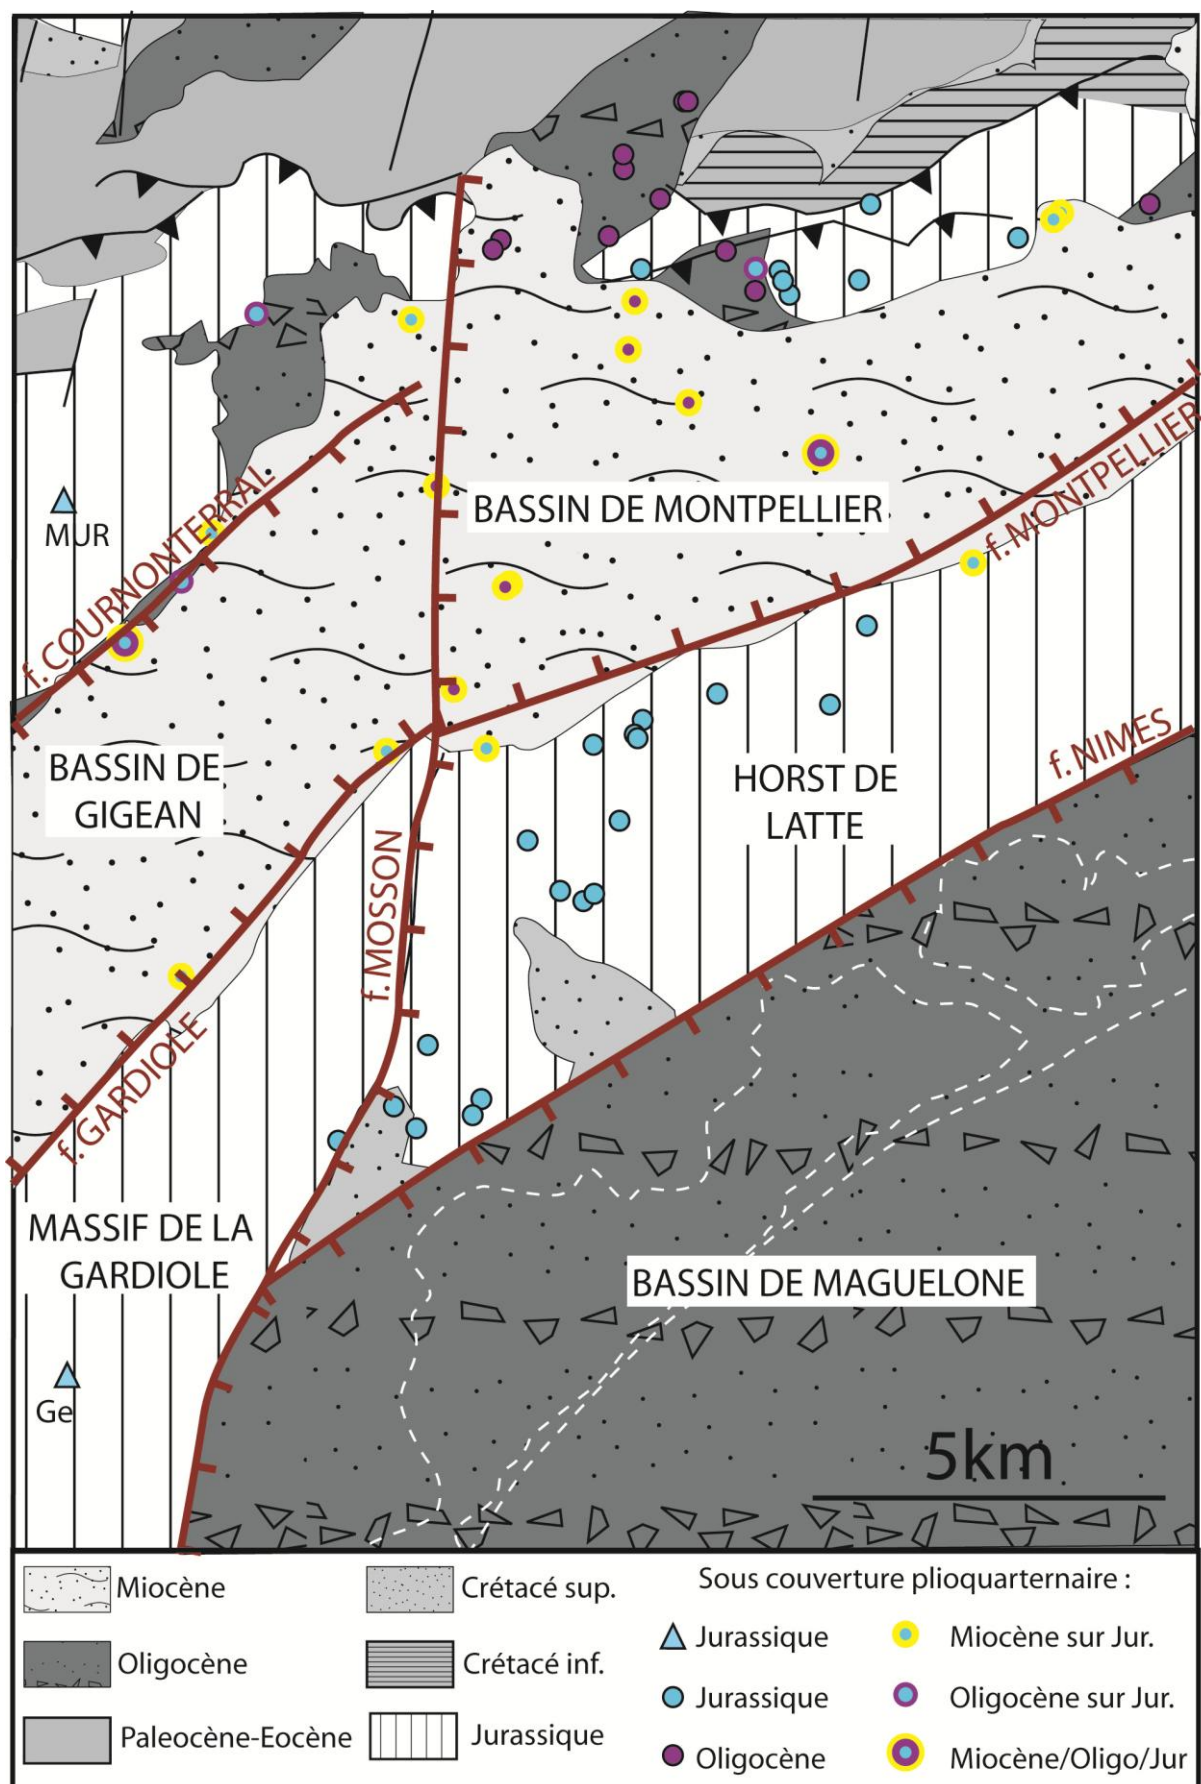 MUR
f. COURNONTERRAL
BASSIN DE MONTPELLIER
f. MONTPELLIER
BASSIN DE
GIGEAN
HORST DE
LATTE
f. NIMES
f. MOSSON
f. GARDIOLE
MASSIF DE LA
GARDIOLE
BASSIN DE MAGUELONE
Ge
5km
Miocène
Oligocène
Paleocène-Eocène
Crétacé sup.
Crétacé inf.
Jurassique
Sous couverture plioquarternaire :
Jurassique
Jurassique
Oligocène
Miocène sur Jur.
Oligocène sur Jur.
Miocène/Oligo/Jur